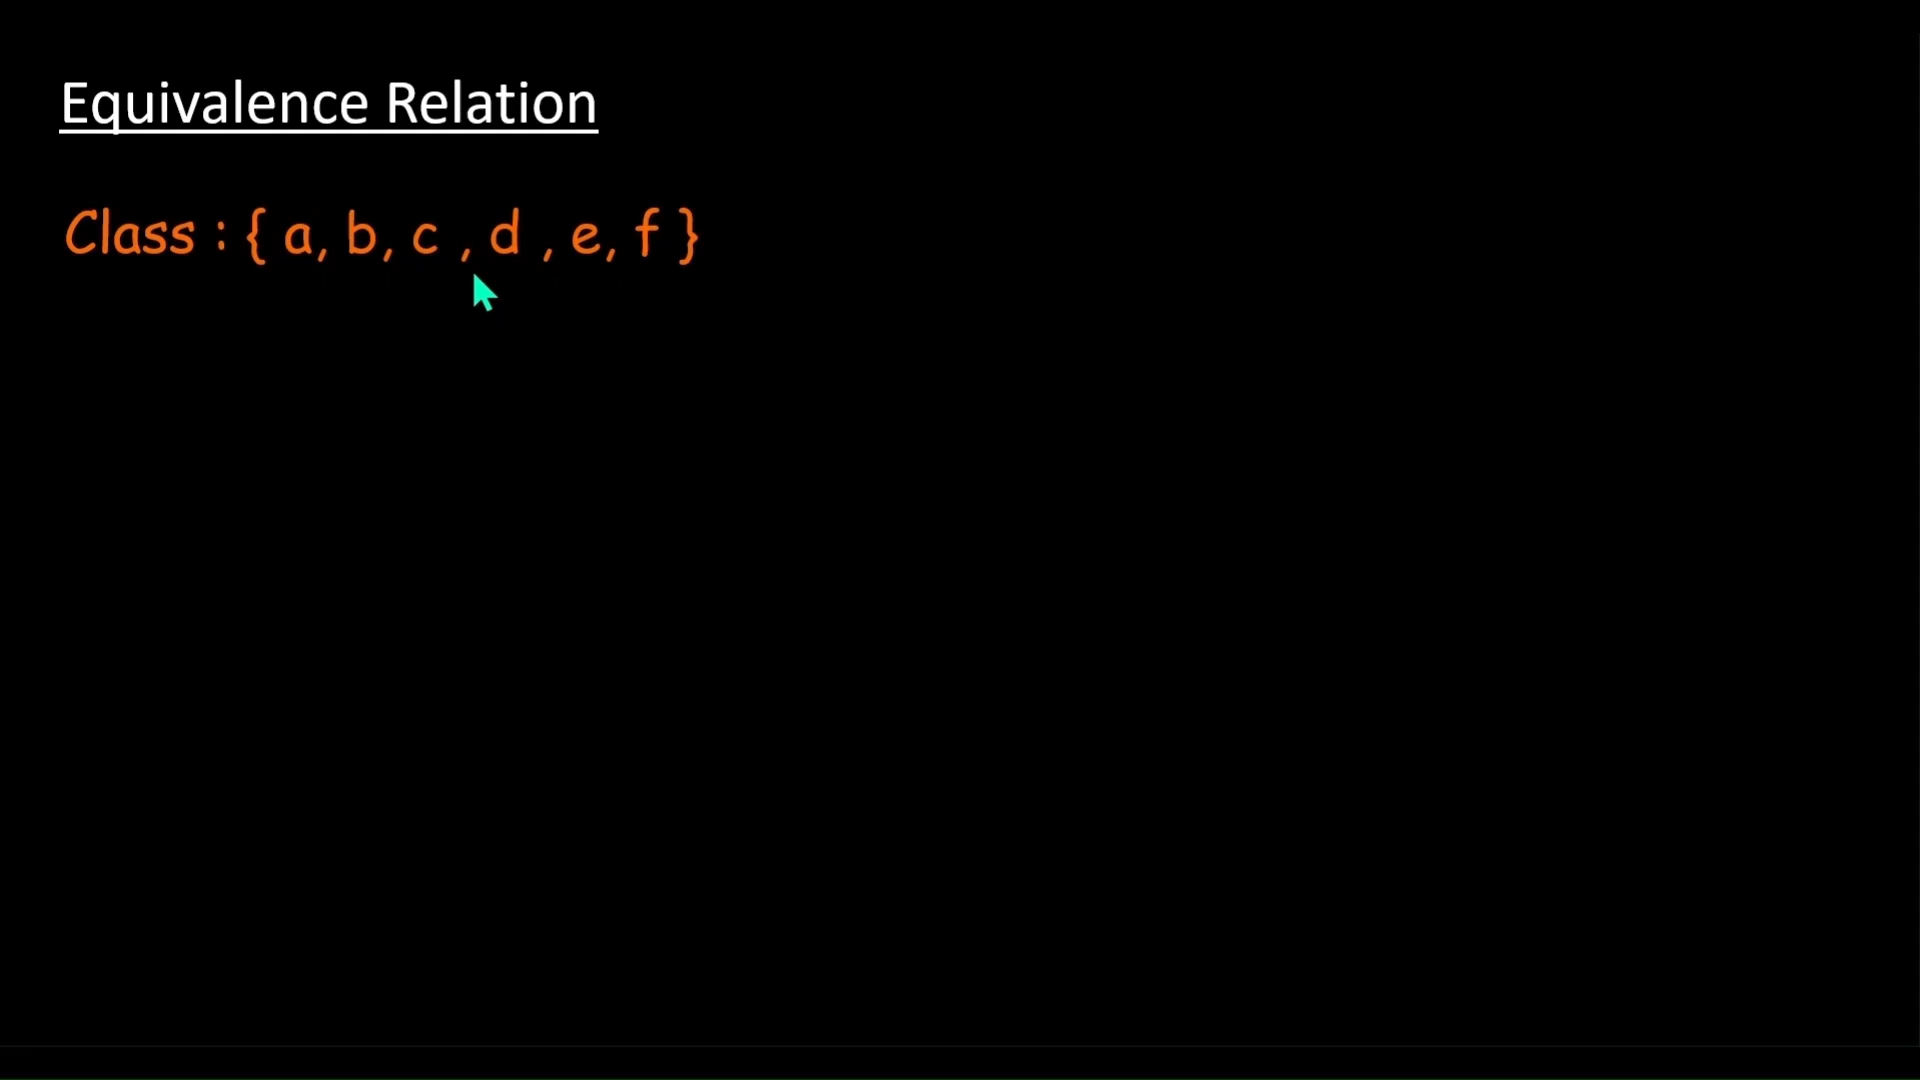 Equivalence Relation
Class : { a, b, c , d , e, f }